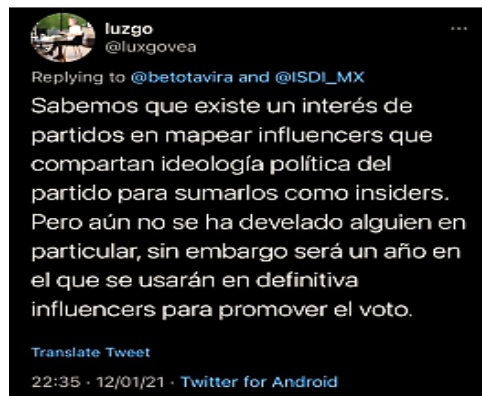 luzgo
@luxgovea
Replying to @betotavira and @ISDI_MX
Sabemos que existe un interés de
partidos en mapear influencers que
compartan ideología política del
partido para sumarlos como insiders.
Pero aún no se ha develado alguien en
particular, sin embargo será un año en
el que se usarán en definitiva
influencers para promover el voto.
Translate Tweet
22:35 · 12/01/21 · Twitter for Android